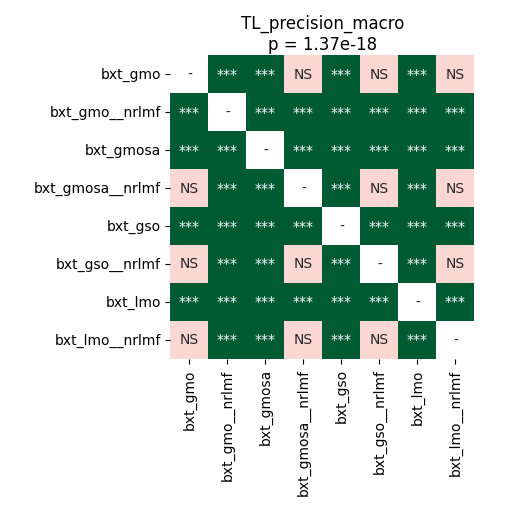 TL_precision_macro
p = 1.37e-18
bxt_gmo - *** *** NS *** NS *** NS
bxt_gmo__nrlmf *** - *** *** *** *** *** ***
bxt_gmosa *** *** - *** *** *** *** ***
bxt_gmosa__nrlmf NS *** *** - *** NS *** NS
bxt_gso *** *** *** *** - *** *** ***
bxt_gso__nrlmf NS *** *** NS *** - *** NS
bxt_lmo *** *** *** *** *** *** - ***
bxt_lmo__nrlmf NS *** *** NS *** NS *** -
bxt_gmo
bxt_gmo__nrlmf
bxt_gmosa
bxt_gmosa__nrlmf
bxt_gso
bxt_gso__nrlmf
bxt_lmo
bxt_lmo__nrlmf